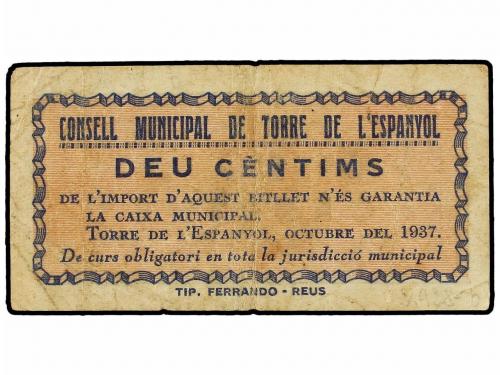 CONSELL MUNICIPAL DE TORRE DE L'ESPANYOL
DEU CÈNTIMS
DE L'IMPORT D'AQUEST BITLLET N'ÉS GARANTIA
LA CAIXA MUNICIPAL.
TORRE DE L'ESPANYOL, OCTUBRE DEL 1937.
De curs obligatori en tota la jurisdicció municipal
TIP. FERRANDO - REUS